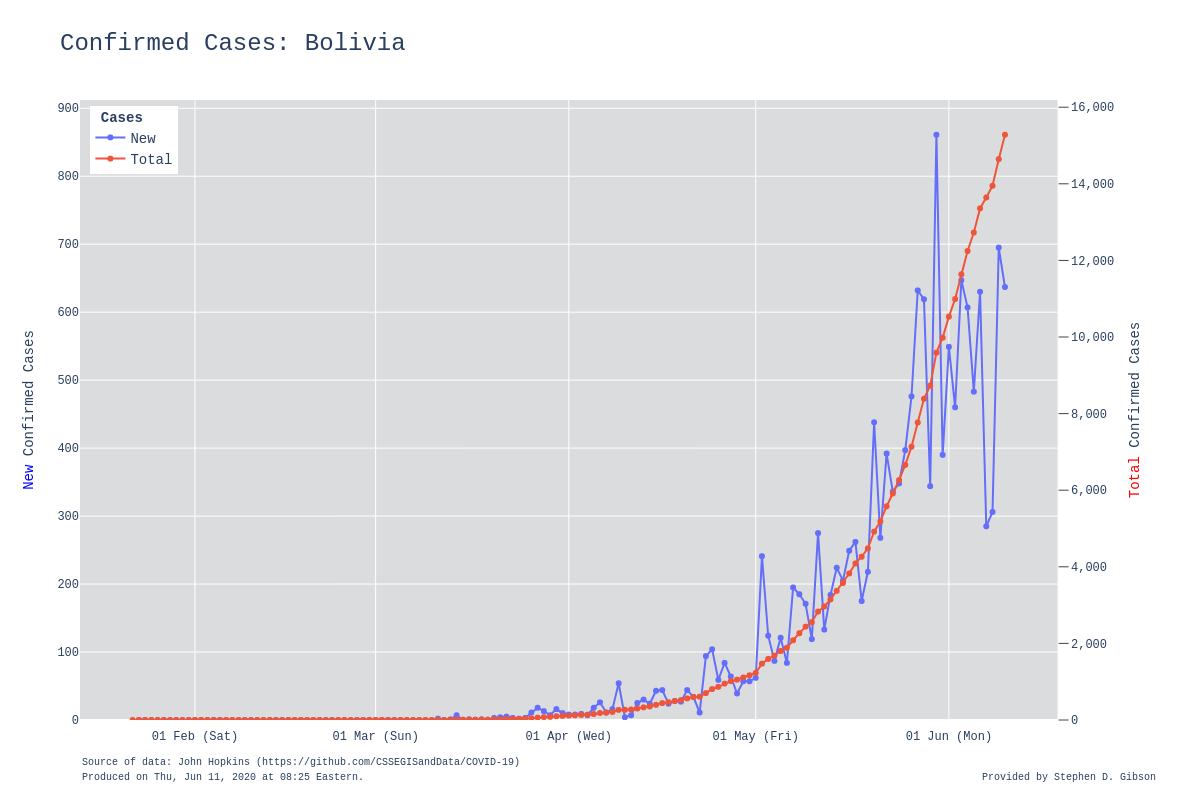 Confirmed Cases: Bolivia
Cases
New
Total
900
800
700
600
500
400
300
200
100
0
New Confirmed Cases
16,000
14,000
12,000
10,000
8,000
6,000
4,000
2,000
0
Total Confirmed Cases
01 Feb (Sat)
01 Mar (Sun)
01 Apr (Wed)
01 May (Fri)
01 Jun (Mon)
Source of data: John Hopkins (https://github.com/CSSEGISandData/COVID-19)
Produced on Thu, Jun 11, 2020 at 08:25 Eastern.
Provided by Stephen D. Gibson